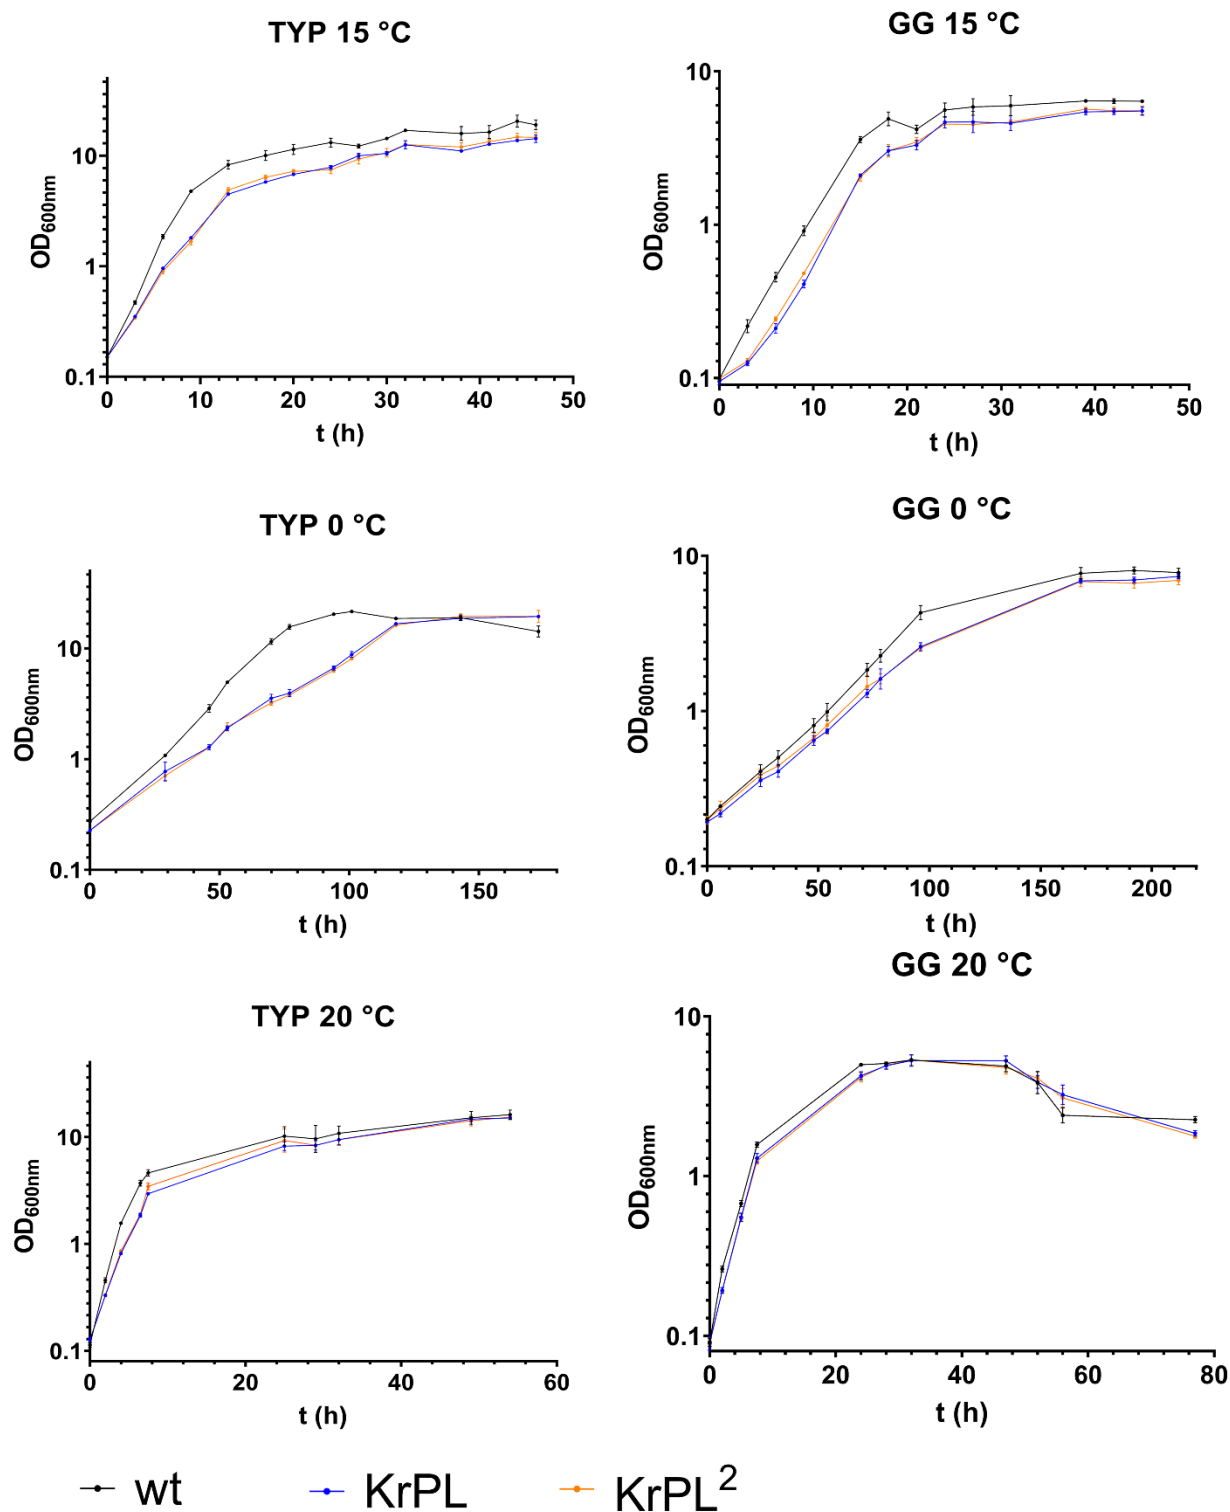 TYP 15 °C
OD600nm
10
1
0.1
0 10 20 30 40 50
t (h)
GG 15 °C
OD600nm
10
1
0.1
0 10 20 30 40 50
t (h)
TYP 0 °C
OD600nm
10
1
0.1
0 50 100 150
t (h)
GG 0 °C
OD600nm
10
1
0.1
0 50 100 150 200
t (h)
TYP 20 °C
OD600nm
10
1
0.1
0 20 40 60
t (h)
GG 20 °C
OD600nm
10
1
0.1
0 20 40 60 80
t (h)
wt KrPL KrPL²